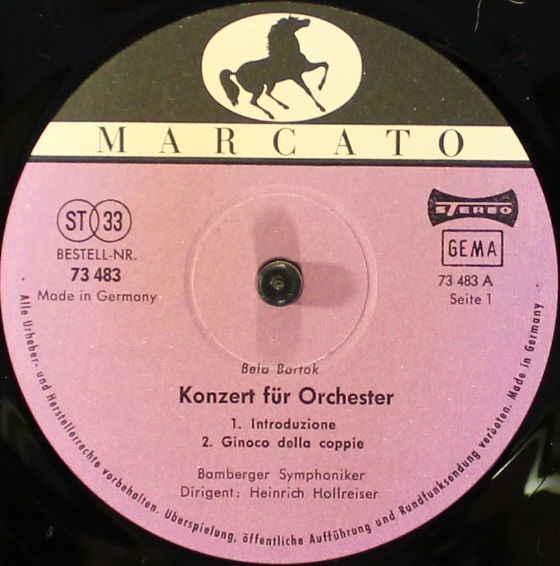 MARCATO
ST 33
BESTELL-NR.
73 483
Made in Germany
STEREO
GEMA
73 483 A
Seite 1
Bela Bartok
Konzert für Orchester
1. Introduzione
2. Ginoco della coppie
Bamberger Symphoniker
Dirigent: Heinrich Hollreiser
Alle Urheber- und Herstellerrechte vorbehalten. Überspielung, öffentliche Aufführung und Rundfunksendung verboten. Made in Germany